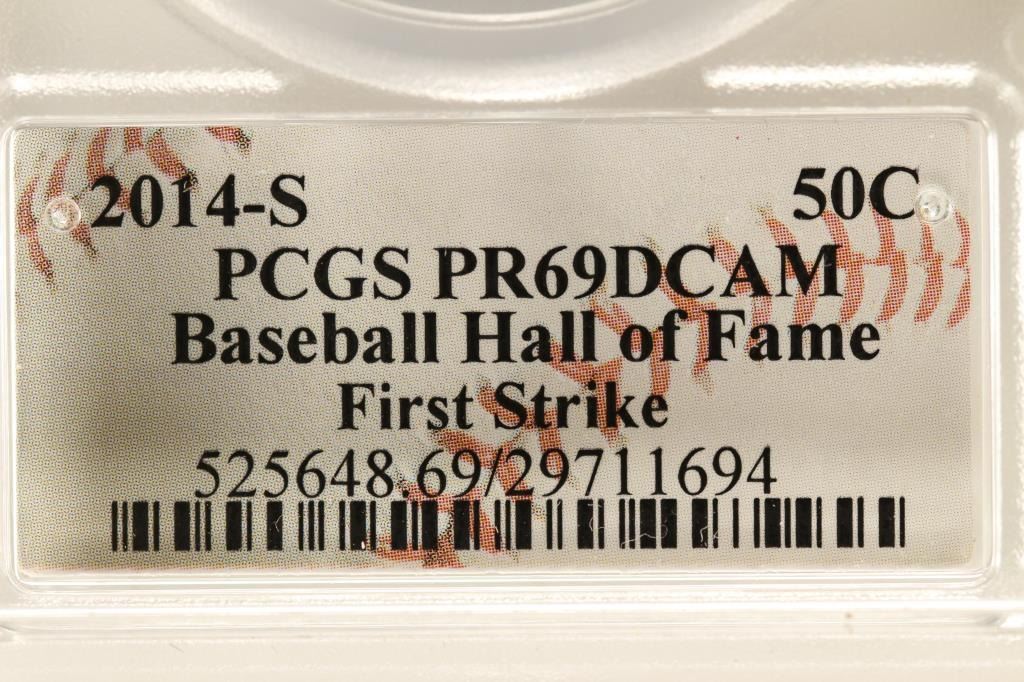 2014-S 50C
PCGS PR69DCAM
Baseball Hall of Fame
First Strike
525648.69/29711694